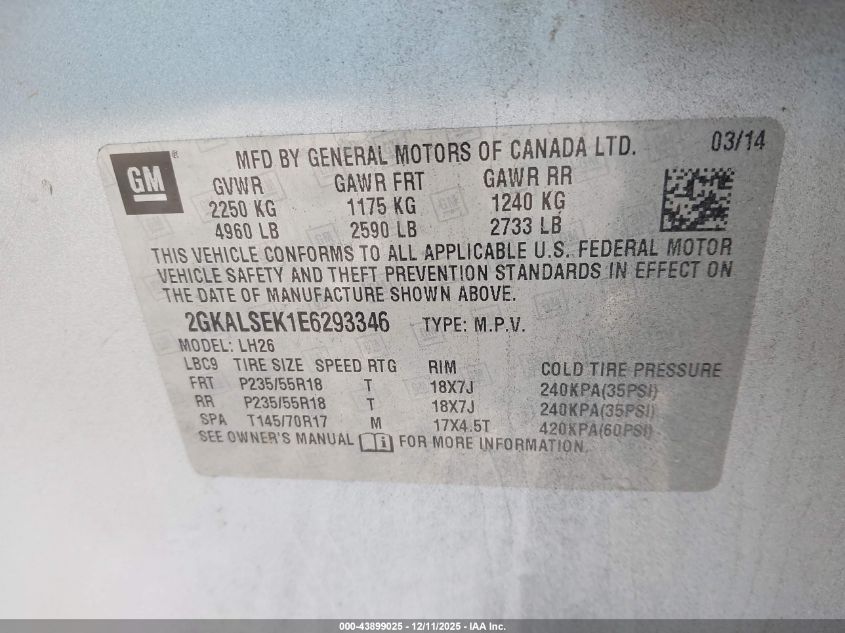 GM ®
MFD BY GENERAL MOTORS OF CANADA LTD. 03/14
GVWR GAWR FRT GAWR RR
2250 KG 1175 KG 1240 KG
4960 LB 2590 LB 2733 LB
THIS VEHICLE CONFORMS TO ALL APPLICABLE U.S. FEDERAL MOTOR
VEHICLE SAFETY AND THEFT PREVENTION STANDARDS IN EFFECT ON
THE DATE OF MANUFACTURE SHOWN ABOVE.
2GKALSEK1E6293346 TYPE: M.P.V.
MODEL: LH26
LBC9 TIRE SIZE SPEED RTG RIM COLD TIRE PRESSURE
FRT P235/55R18 T 18X7J 240KPA(35PSI)
RR P235/55R18 T 18X7J 240KPA(35PSI)
SPA T145/70R17 M 17X4.5T 420KPA(60PSI)
SEE OWNER'S MANUAL i FOR MORE INFORMATION.
000-43899025 - 12/11/2025 - IAA Inc.